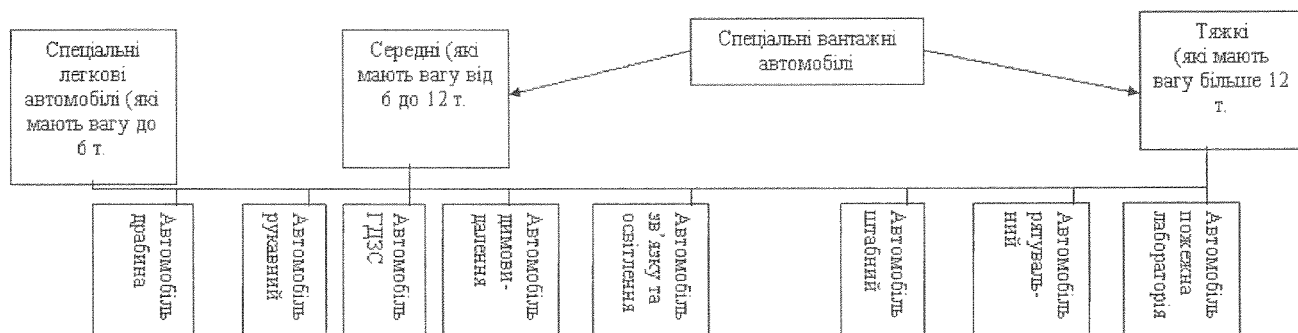 Спеціальні
легкові
автомобілі (які
мають вагу до
6 т.
Середні (які
мають вагу від
6 до 12 т.
Спеціальні вантажні
автомобілі
Тяжкі
(які мають
вагу більше 12
т.
Автомобіль
драбина
Автомобіль
рукавний
Автомобіль
ГДЗС
Автомобіль
димови-
далення
Автомобіль
зв’язку та
освітлення
Автомобіль
штабний
Автомобіль
рятуваль-
ний
Автомобіль
пожежна
лабораторія